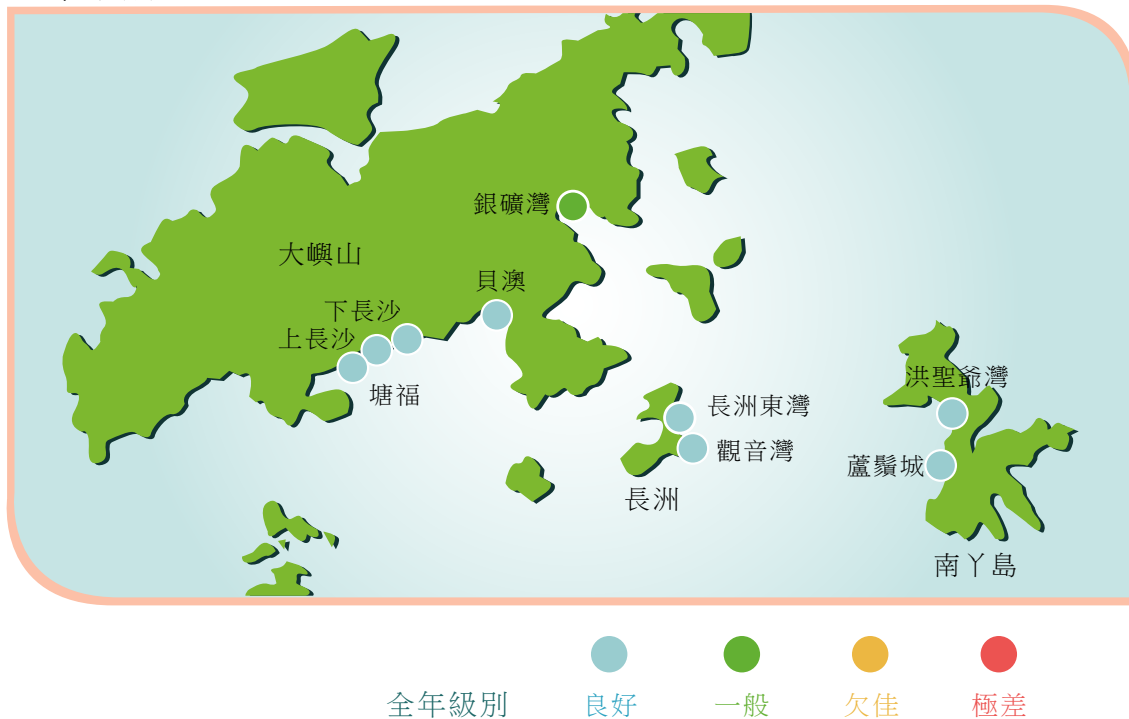 銀礦灣
大嶼山
貝澳
下長沙
上長沙
塘福
洪聖爺灣
長洲東灣
觀音灣
蘆鬚城
長洲
南丫島
全年級別
良好
一般
欠佳
極差